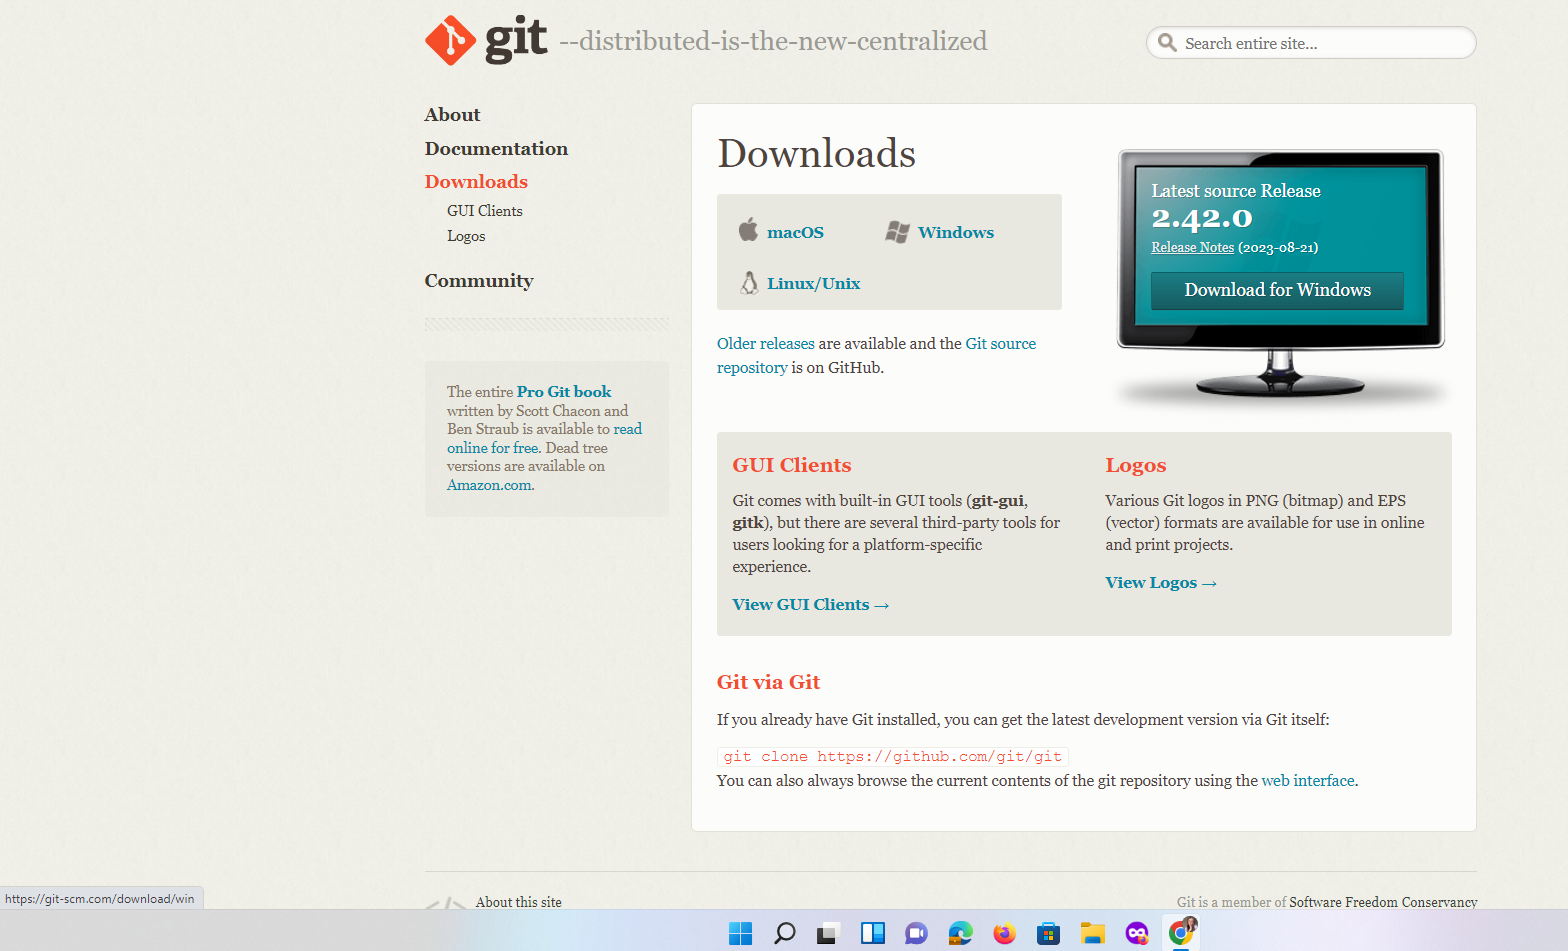 git --distributed-is-the-new-centralized
Search entire site...
About
Documentation
Downloads
GUI Clients
Logos
Community
The entire Pro Git book
written by Scott Chacon and
Ben Straub is available to read
online for free. Dead tree
versions are available on
Amazon.com.
Downloads
macOS
Windows
Linux/Unix
Older releases are available and the Git source
repository is on GitHub.
Latest source Release
2.42.0
Release Notes (2023-08-21)
Download for Windows
GUI Clients
Git comes with built-in GUI tools (git-gui,
gitk), but there are several third-party tools for
users looking for a platform-specific
experience.
View GUI Clients →
Logos
Various Git logos in PNG (bitmap) and EPS
(vector) formats are available for use in online
and print projects.
View Logos →
Git via Git
If you already have Git installed, you can get the latest development version via Git itself:
git clone https://github.com/git/git
You can also always browse the current contents of the git repository using the web interface.
https://git-scm.com/download/win
About this site
Git is a member of Software Freedom Conservancy